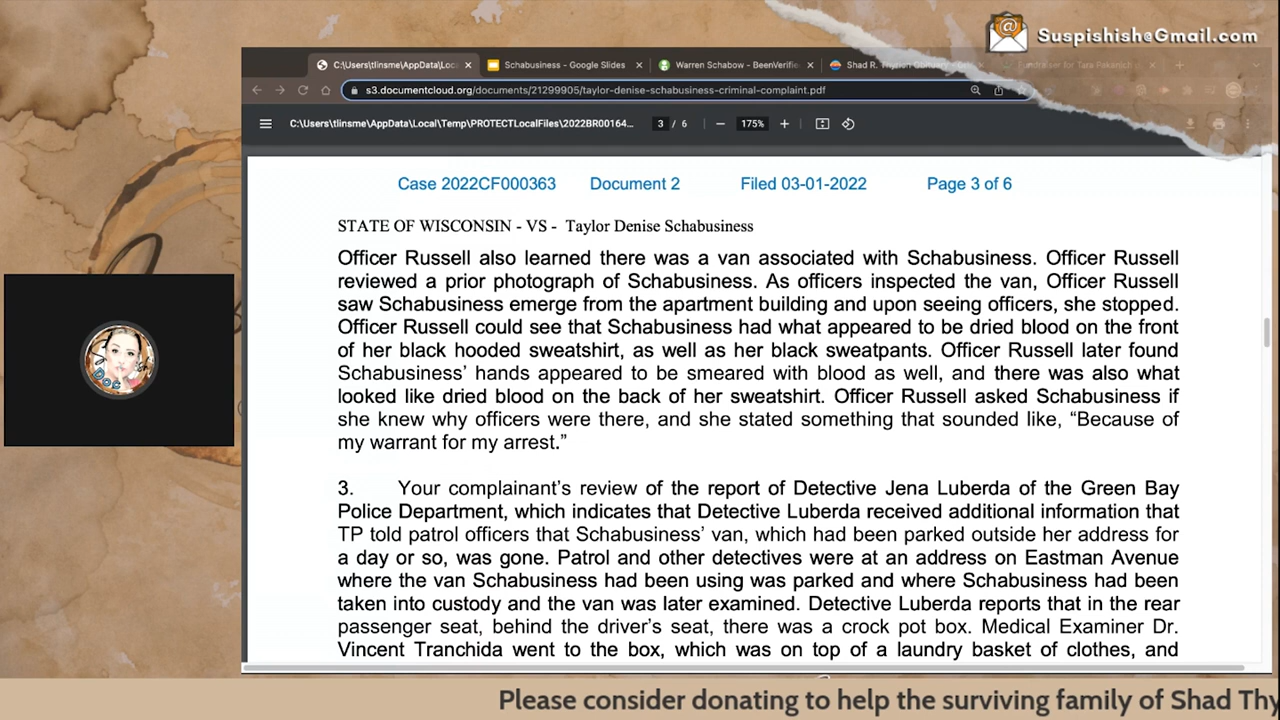 Suspishish@Gmail.com
C:\Users\tlinsme\AppData\Loca
Schabusiness - Google Slides
Warren Schabow - BeenVerifie
Shad R. Thyrion Obituary
Fundraiser for Tara Pakanich
s3.documentcloud.org/documents/21299905/taylor-denise-schabusiness-criminal-complaint.pdf
C:\Users\tlinsme\AppData\Local\Temp\PROTECTLocalFiles\2022BR00164...
3 / 6
175%
Case 2022CF000363 Document 2 Filed 03-01-2022 Page 3 of 6
STATE OF WISCONSIN - VS - Taylor Denise Schabusiness
Officer Russell also learned there was a van associated with Schabusiness. Officer Russell
reviewed a prior photograph of Schabusiness. As officers inspected the van, Officer Russell
saw Schabusiness emerge from the apartment building and upon seeing officers, she stopped.
Officer Russell could see that Schabusiness had what appeared to be dried blood on the front
of her black hooded sweatshirt, as well as her black sweatpants. Officer Russell later found
Schabusiness’ hands appeared to be smeared with blood as well, and there was also what
looked like dried blood on the back of her sweatshirt. Officer Russell asked Schabusiness if
she knew why officers were there, and she stated something that sounded like, “Because of
my warrant for my arrest.”
3. Your complainant’s review of the report of Detective Jena Luberda of the Green Bay
Police Department, which indicates that Detective Luberda received additional information that
TP told patrol officers that Schabusiness’ van, which had been parked outside her address for
a day or so, was gone. Patrol and other detectives were at an address on Eastman Avenue
where the van Schabusiness had been using was parked and where Schabusiness had been
taken into custody and the van was later examined. Detective Luberda reports that in the rear
passenger seat, behind the driver’s seat, there was a crock pot box. Medical Examiner Dr.
Vincent Tranchida went to the box, which was on top of a laundry basket of clothes, and
Please consider donating to help the surviving family of Shad Thy